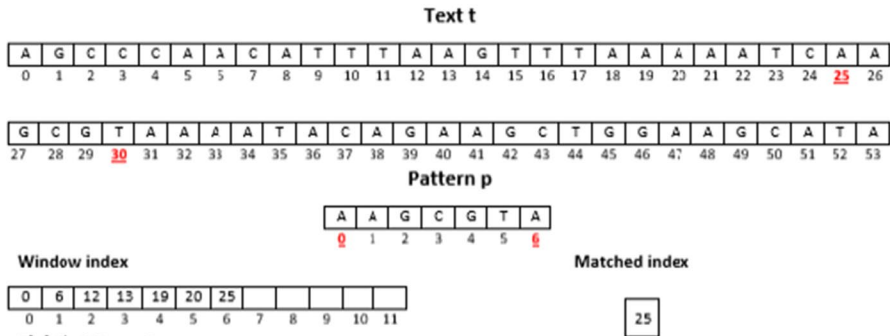 Text t
A G C C C A A C A T T T A A G T T T A A A A A T C A A
0 1 2 3 4 5 6 7 8 9 10 11 12 13 14 15 16 17 18 19 20 21 22 23 24 25 26
G C G T A A A A T A C A G A A G C T G G A A G C A T A
27 28 29 30 31 32 33 34 35 36 37 38 39 40 41 42 43 44 45 46 47 48 49 50 51 52 53
Pattern p
A A G C G T A
0 1 2 3 4 5 6
Window index
Matched index
0 6 12 13 19 20 25
0 1 2 3 4 5 6 7 8 9 10 11
25